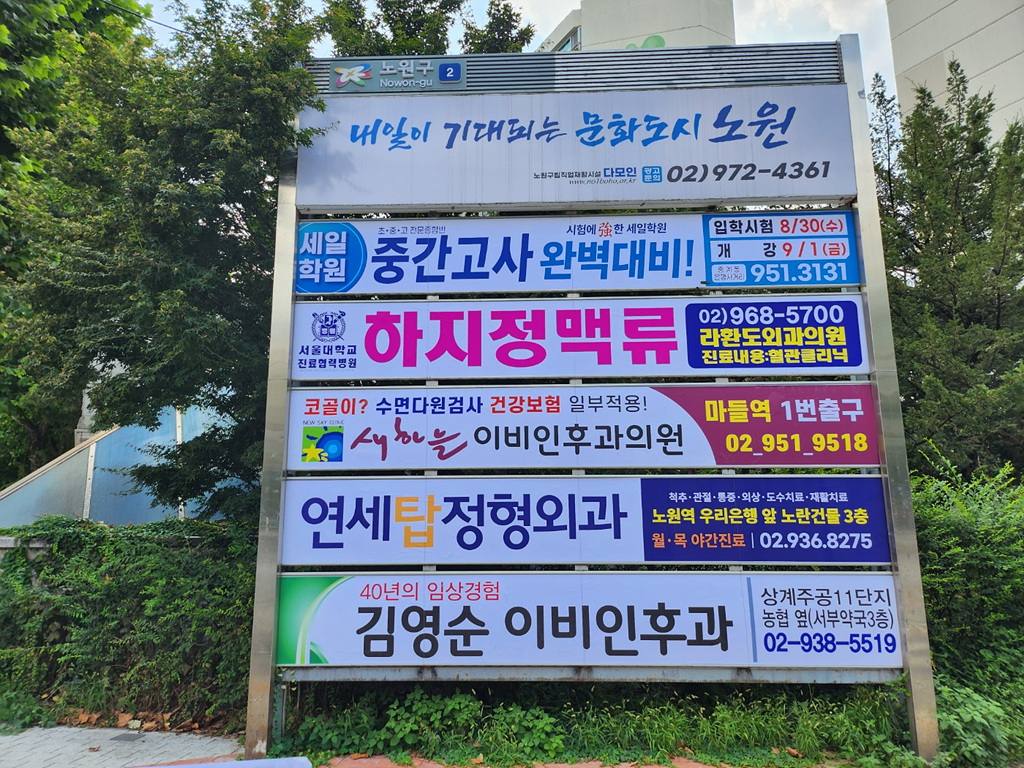 노원구 2
Nowon-gu
내일이 기대되는 문화도시 노원
노원구립직업재활시설 다모인 광고문의 02)972-4361
www.no1boho.or.kr
세일학원
초·중·고 전문종합반
시험에 強한 세일학원
중간고사 완벽대비!
입학시험 8/30(수)
개 강 9/1(금)
중계동
은행사거리 951.3131
서울대학교
진료협력병원
하지정맥류
02)968-5700
라환도외과의원
진료내용:혈관클리닉
코골이? 수면다원검사 건강보험 일부적용!
NEW SKY CLINIC
새하늘 이비인후과의원
마들역 1번출구
02_951_9518
연세탑정형외과
척추·관절·통증·외상·도수치료·재활치료
노원역 우리은행 앞 노란건물 3층
월·목 야간진료 02.936.8275
40년의 임상경험
김영순 이비인후과
상계주공11단지
농협 옆(서부약국3층)
02-938-5519